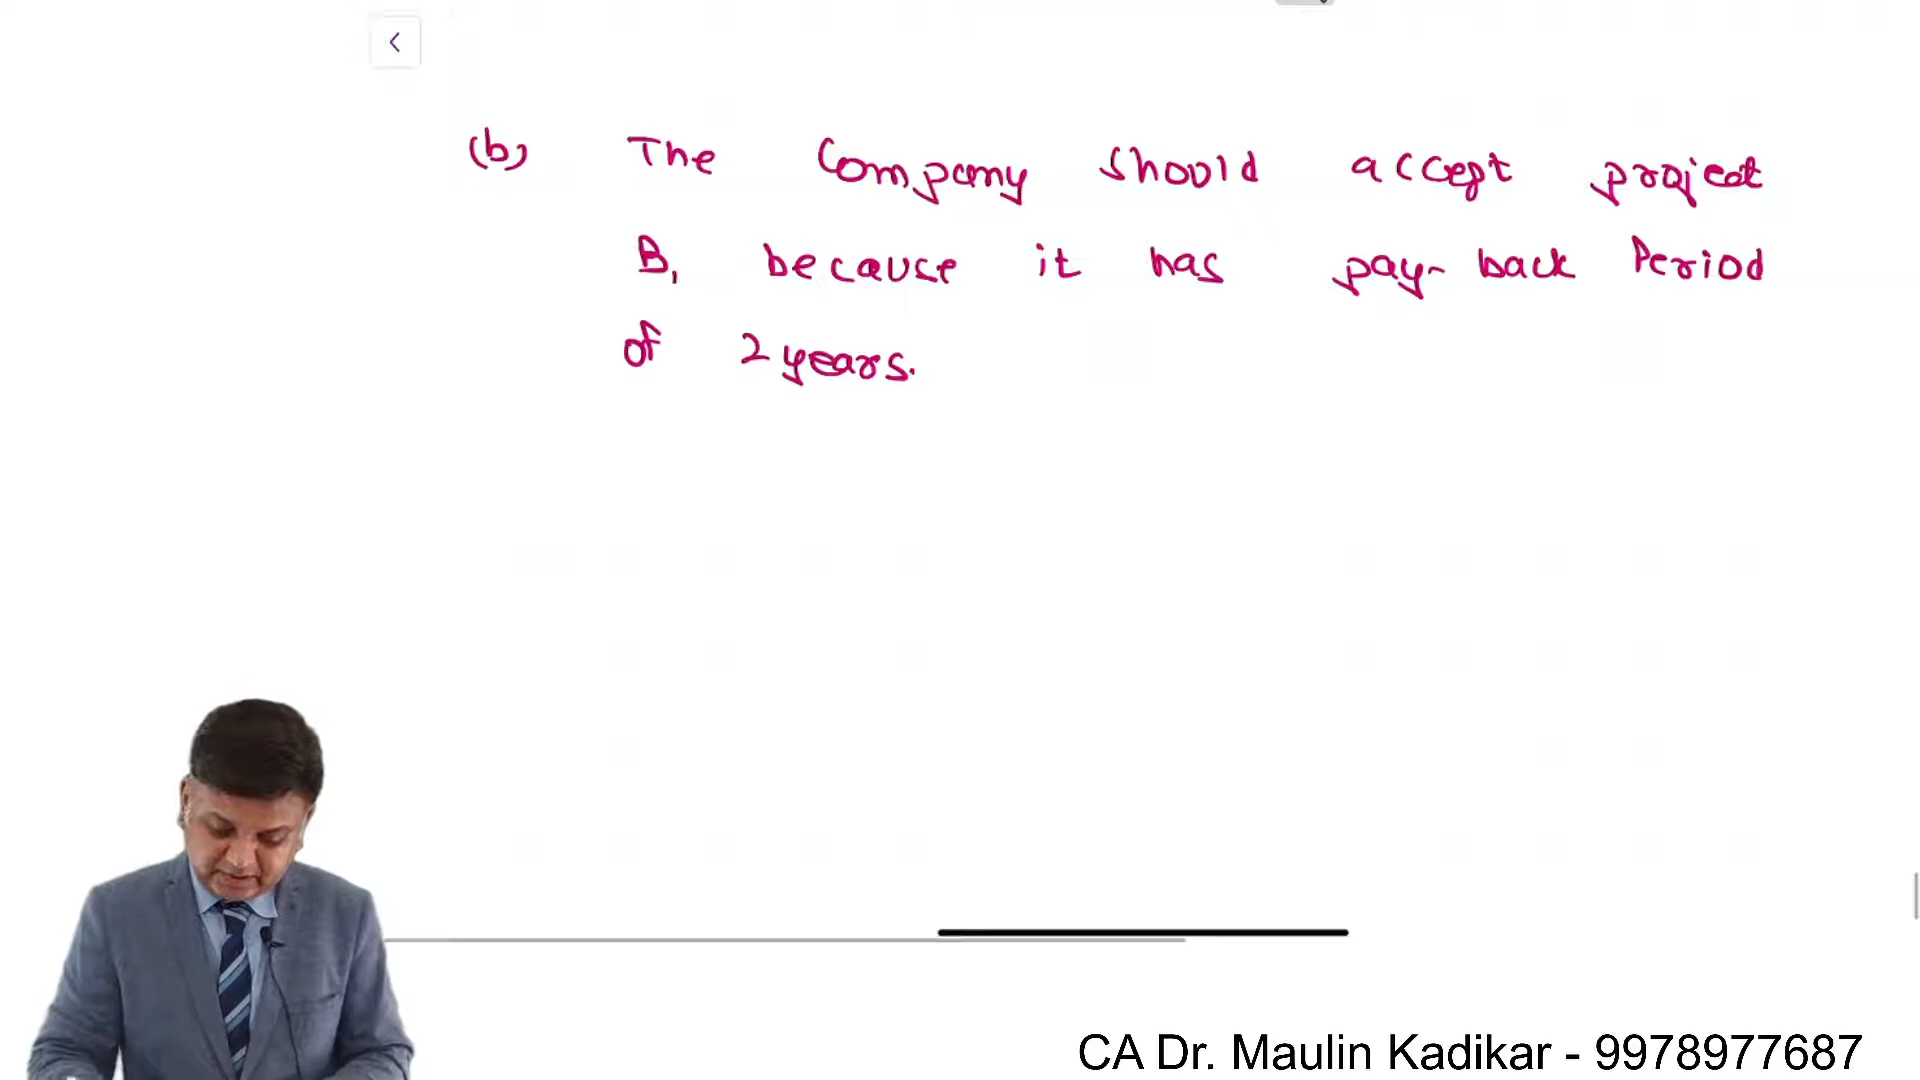 (b) The Company should accept project
B, because it has pay-back Period
of 2 years.
CA Dr. Maulin Kadikar - 9978977687